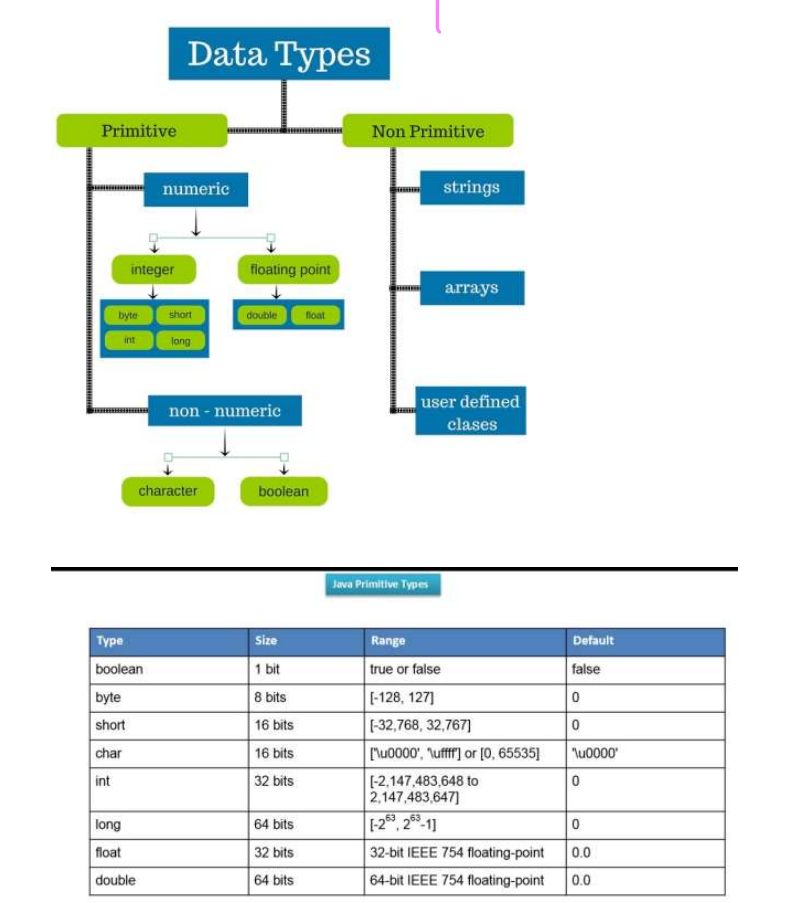 Data Types
Primitive
Non Primitive
numeric
strings
integer
floating point
byte
short
int
long
double
float
arrays
non - numeric
user defined
clases
character
boolean
Java Primitive Types
Type Size Range Default
boolean 1 bit true or false false
byte 8 bits [-128, 127] 0
short 16 bits [-32,768, 32,767] 0
char 16 bits ['\u0000', '\uffff'] or [0, 65535] '\u0000'
int 32 bits [-2,147,483,648 to 0
2,147,483,647]
long 64 bits [-2^63, 2^63-1] 0
float 32 bits 32-bit IEEE 754 floating-point 0.0
double 64 bits 64-bit IEEE 754 floating-point 0.0